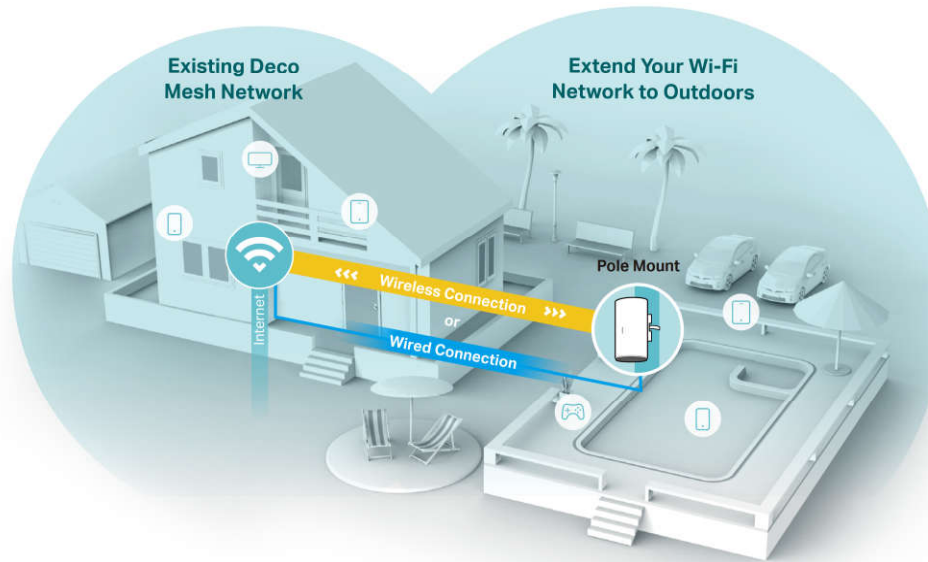 Existing Deco
Mesh Network
Extend Your Wi-Fi
Network to Outdoors
Pole Mount
Wireless Connection
or
Wired Connection
Internet